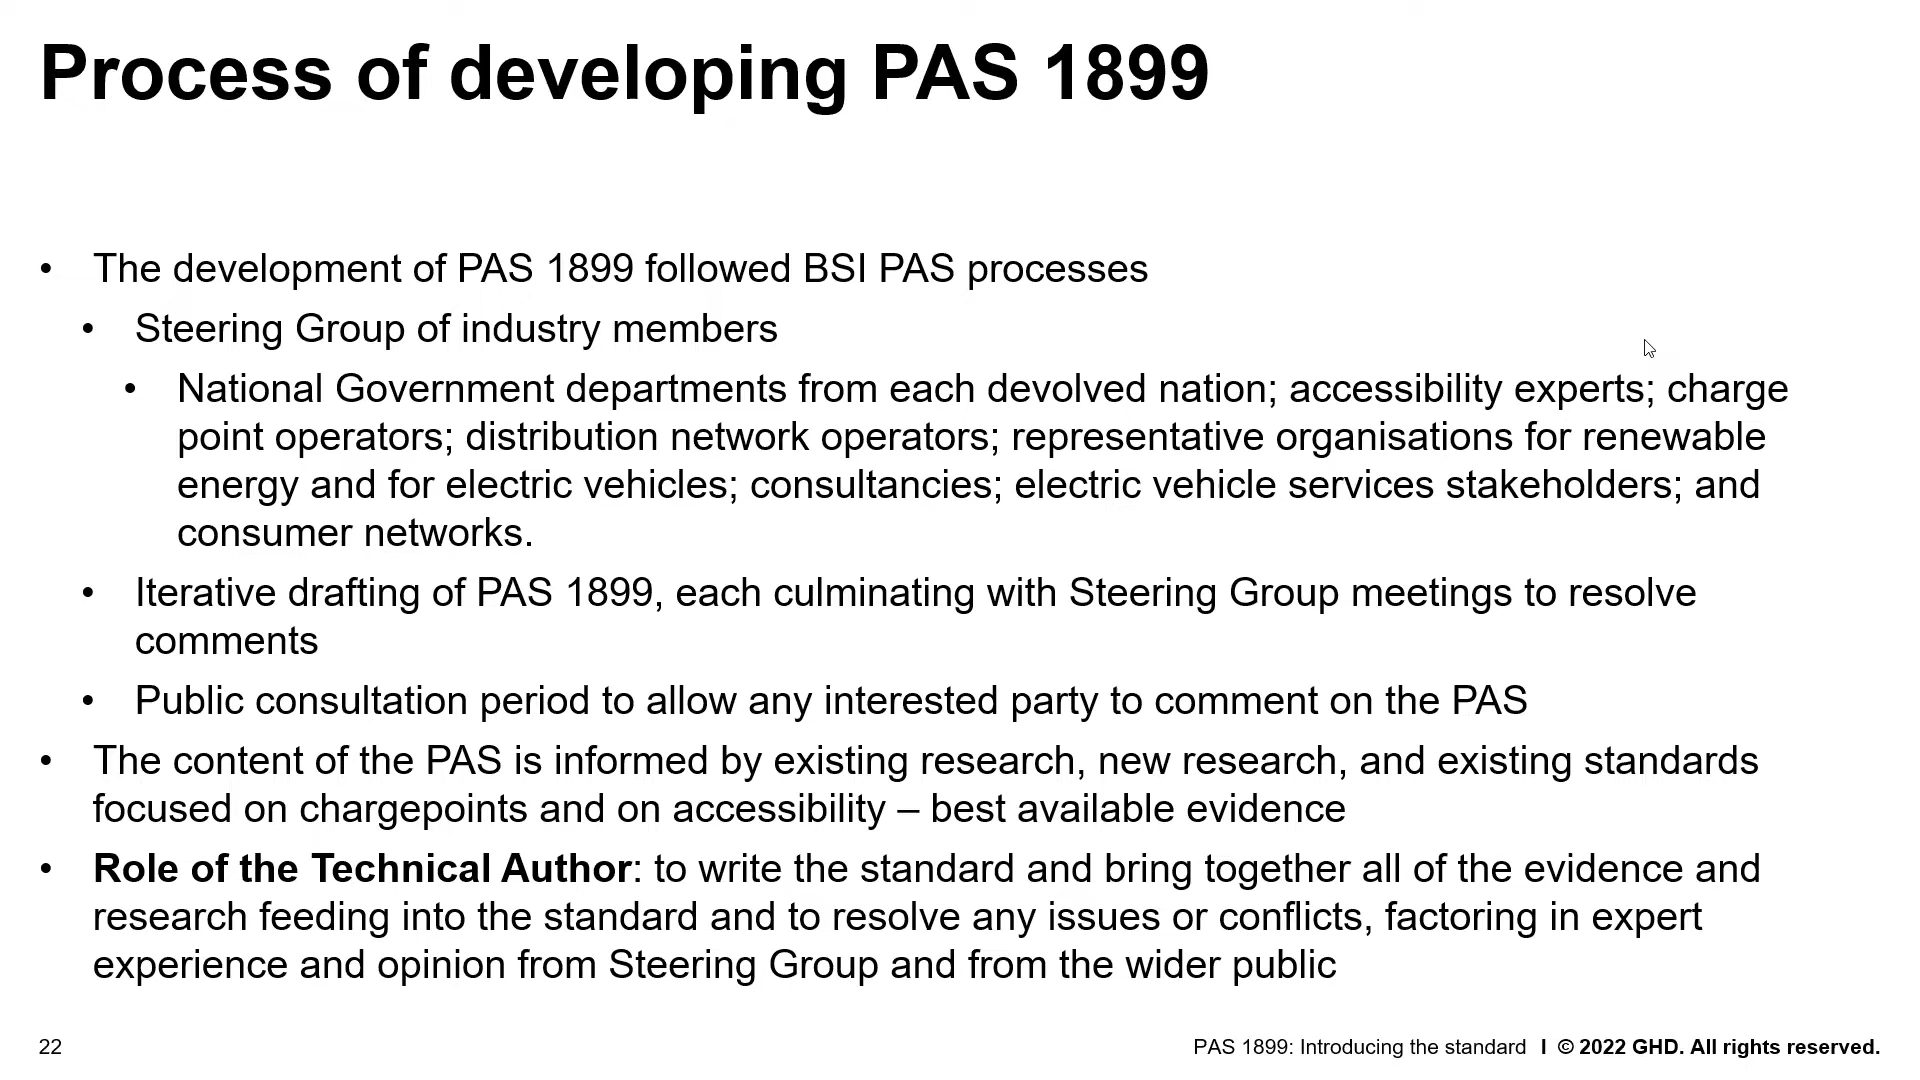 Process of developing PAS 1899
• The development of PAS 1899 followed BSI PAS processes
• Steering Group of industry members
• National Government departments from each devolved nation; accessibility experts; charge
point operators; distribution network operators; representative organisations for renewable
energy and for electric vehicles; consultancies; electric vehicle services stakeholders; and
consumer networks.
• Iterative drafting of PAS 1899, each culminating with Steering Group meetings to resolve
comments
• Public consultation period to allow any interested party to comment on the PAS
• The content of the PAS is informed by existing research, new research, and existing standards
focused on chargepoints and on accessibility – best available evidence
• Role of the Technical Author: to write the standard and bring together all of the evidence and
research feeding into the standard and to resolve any issues or conflicts, factoring in expert
experience and opinion from Steering Group and from the wider public
22
PAS 1899: Introducing the standard I © 2022 GHD. All rights reserved.